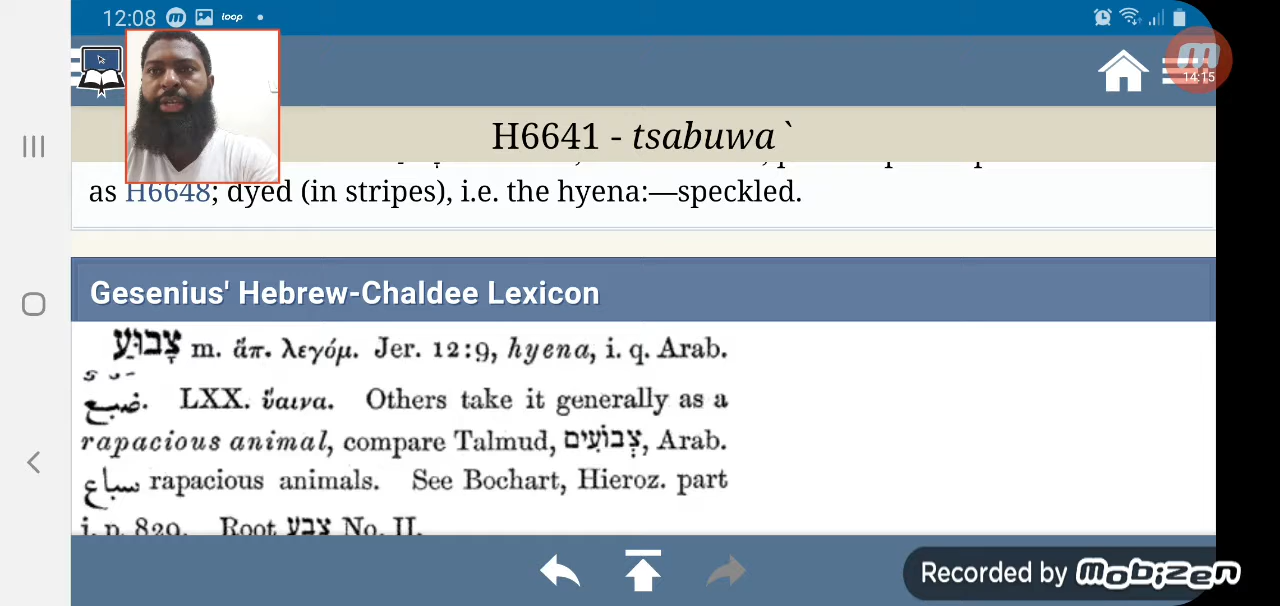 12:08 loop
14:15
H6641 - tsabuwa`
as H6648; dyed (in stripes), i.e. the hyena:—speckled.
Gesenius' Hebrew-Chaldee Lexicon
צָבוּעַ m. ἅπ. λεγόμ. Jer. 12:9, hyena, i. q. Arab.
ضبع. LXX. ὕαινα. Others take it generally as a
rapacious animal, compare Talmud, צְבוֹעִים, Arab.
سباع rapacious animals. See Bochart, Hieroz. part
i. p. 829. Root צבע No. II.
Recorded by Mobizen